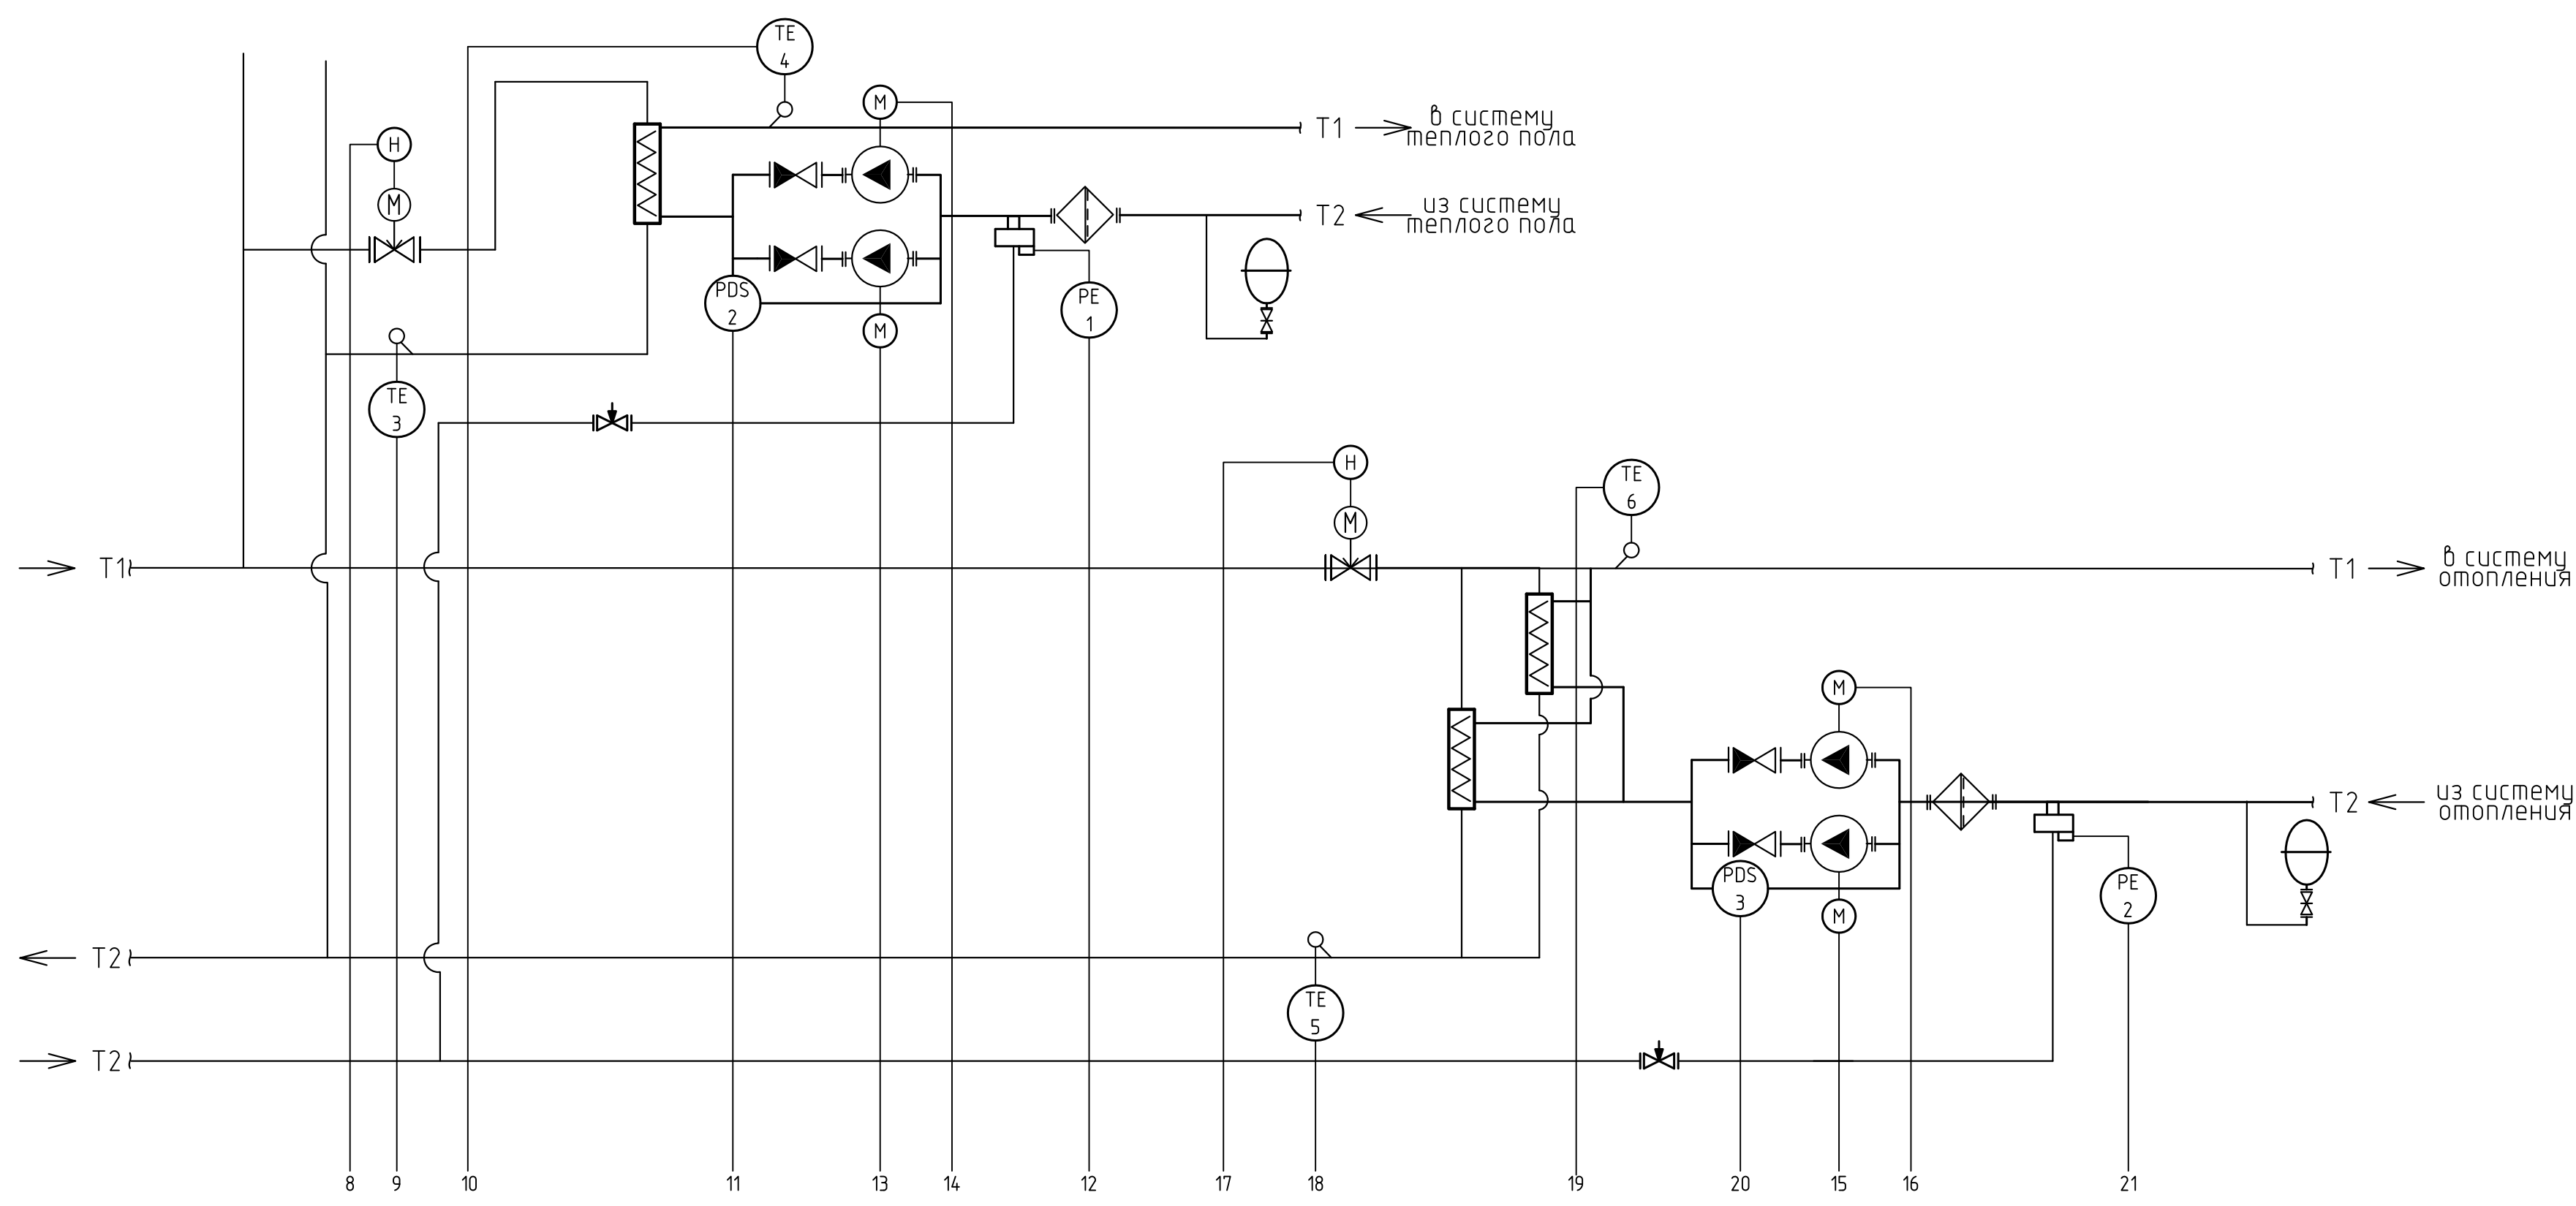 TE
4
M
T1
в систему
теплого пола
H
M
T2
из систему
теплого пола
PDS
2
M
PE
1
TE
3
H
TE
6
M
T1
T1
в систему
отопления
M
T2
из систему
отопления
PDS
3
PE
2
M
T2
TE
5
T2
8 9 10 11 13 14 12 17 18 19 20 15 16 21